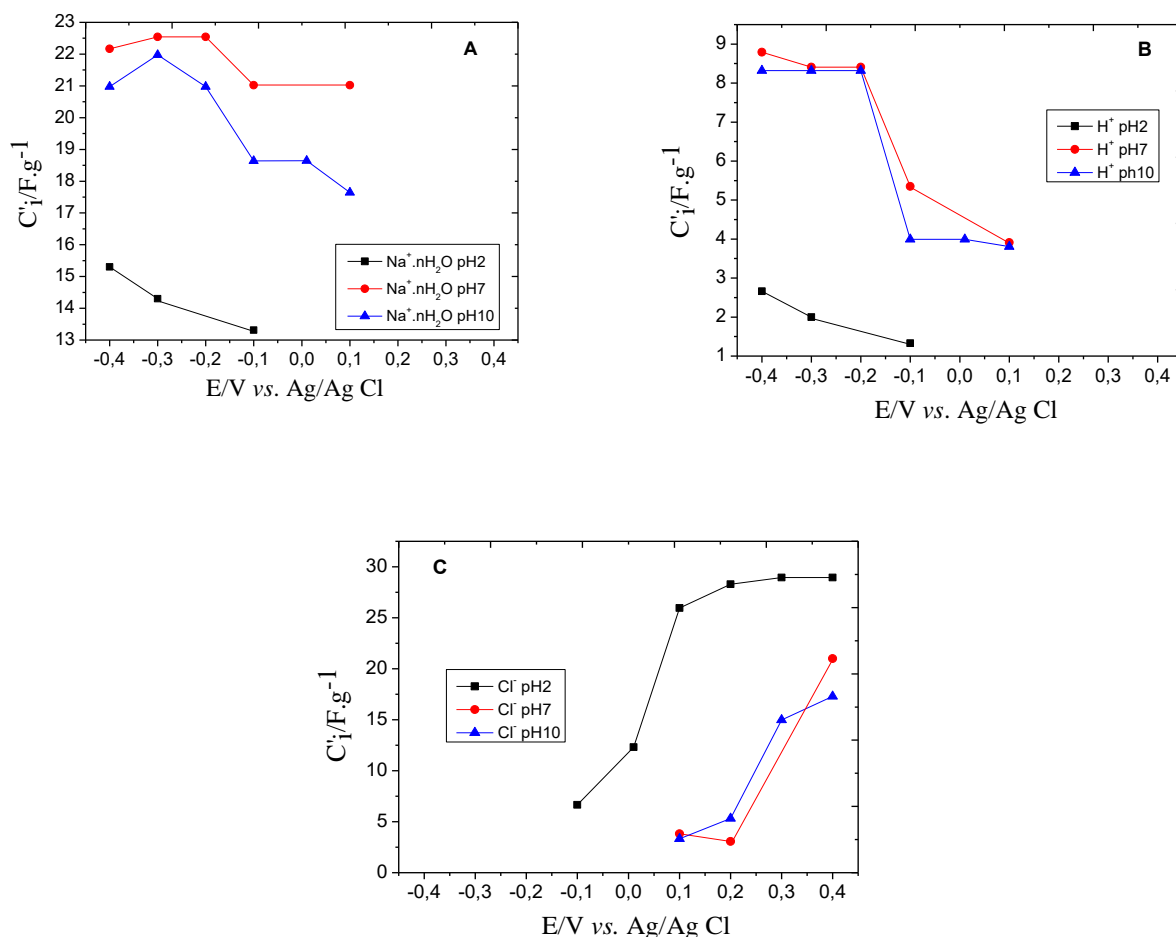 A
C'i/F.g-1
23
22
21
20
19
18
17
16
15
14
13
Na+.nH2O pH2
Na+.nH2O pH7
Na+.nH2O pH10
-0,4 -0,3 -0,2 -0,1 0,0 0,1 0,2 0,3 0,4
E/V vs. Ag/Ag Cl
B
C'i/F.g-1
9
8
7
6
5
4
3
2
1
H+ pH2
H+ pH7
H+ ph10
-0,4 -0,3 -0,2 -0,1 0,0 0,1 0,2 0,3 0,4
E/V vs. Ag/Ag Cl
C
C'i/F.g-1
30
25
20
15
10
5
0
Cl- pH2
Cl- pH7
Cl- pH10
-0,4 -0,3 -0,2 -0,1 0,0 0,1 0,2 0,3 0,4
E/V vs. Ag/Ag Cl